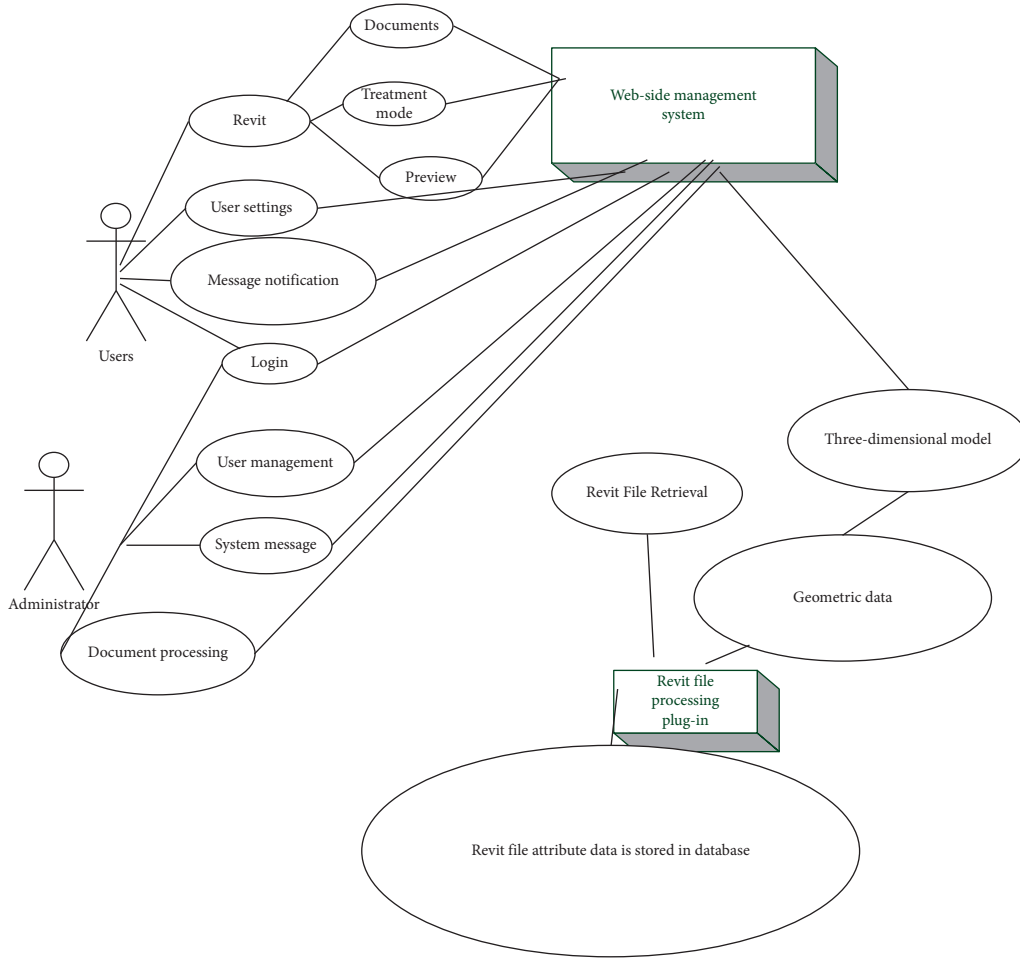 Documents
Treatment
mode
Revit
Preview
Web-side management
system
User settings
Message notification
Users
Login
Three-dimensional model
User management
Revit File Retrieval
System message
Administrator
Geometric data
Document processing
Revit file
processing
plug-in
Revit file attribute data is stored in database